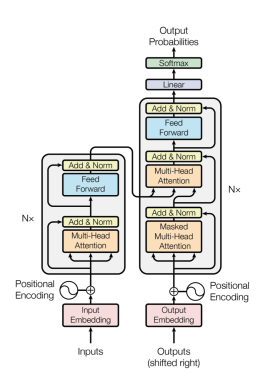 Output
Probabilities
Softmax
Linear
Add & Norm
Feed
Forward
Add & Norm
Multi-Head
Attention
Nx
Add & Norm
Masked
Multi-Head
Attention
Positional
Encoding
Output
Embedding
Outputs
(shifted right)
Add & Norm
Feed
Forward
Nx
Add & Norm
Multi-Head
Attention
Positional
Encoding
Input
Embedding
Inputs